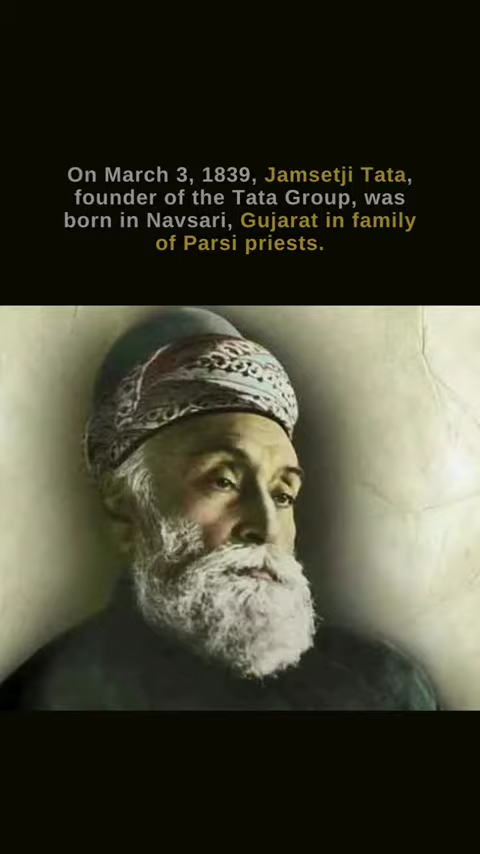 On March 3, 1839, Jamsetji Tata,
founder of the Tata Group, was
born in Navsari, Gujarat in family
of Parsi priests.